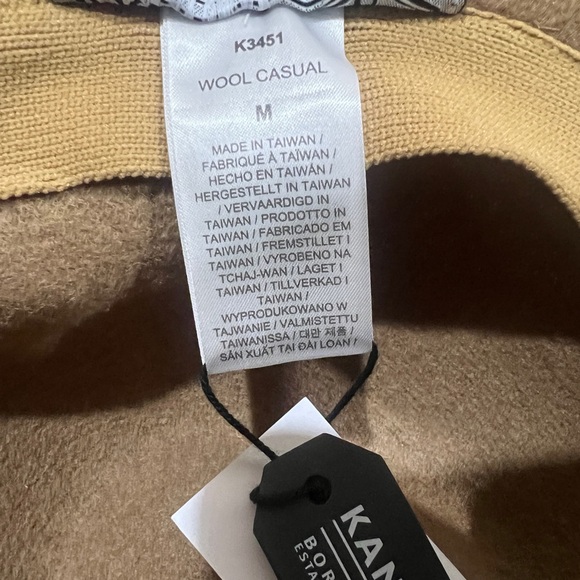 K3451
WOOL CASUAL
M
MADE IN TAIWAN /
FABRIQUÉ À TAÏWAN /
HECHO EN TAIWÁN /
HERGESTELLT IN TAIWAN
/ VERVAARDIGD IN
TAIWAN / PRODOTTO IN
TAIWAN / FABRICADO EM
TAIWAN / FREMSTILLET I
TAIWAN / VYROBENO NA
TCHAJ-WAN / LAGET I
TAIWAN / TILLVERKAD I
TAIWAN /
WYPRODUKOWANO W
TAJWANIE / VALMISTETTU
TAIWANISSA / 대만 제품 /
SẢN XUẤT TẠI ĐÀI LOAN /
KAN
BOR
ESTA